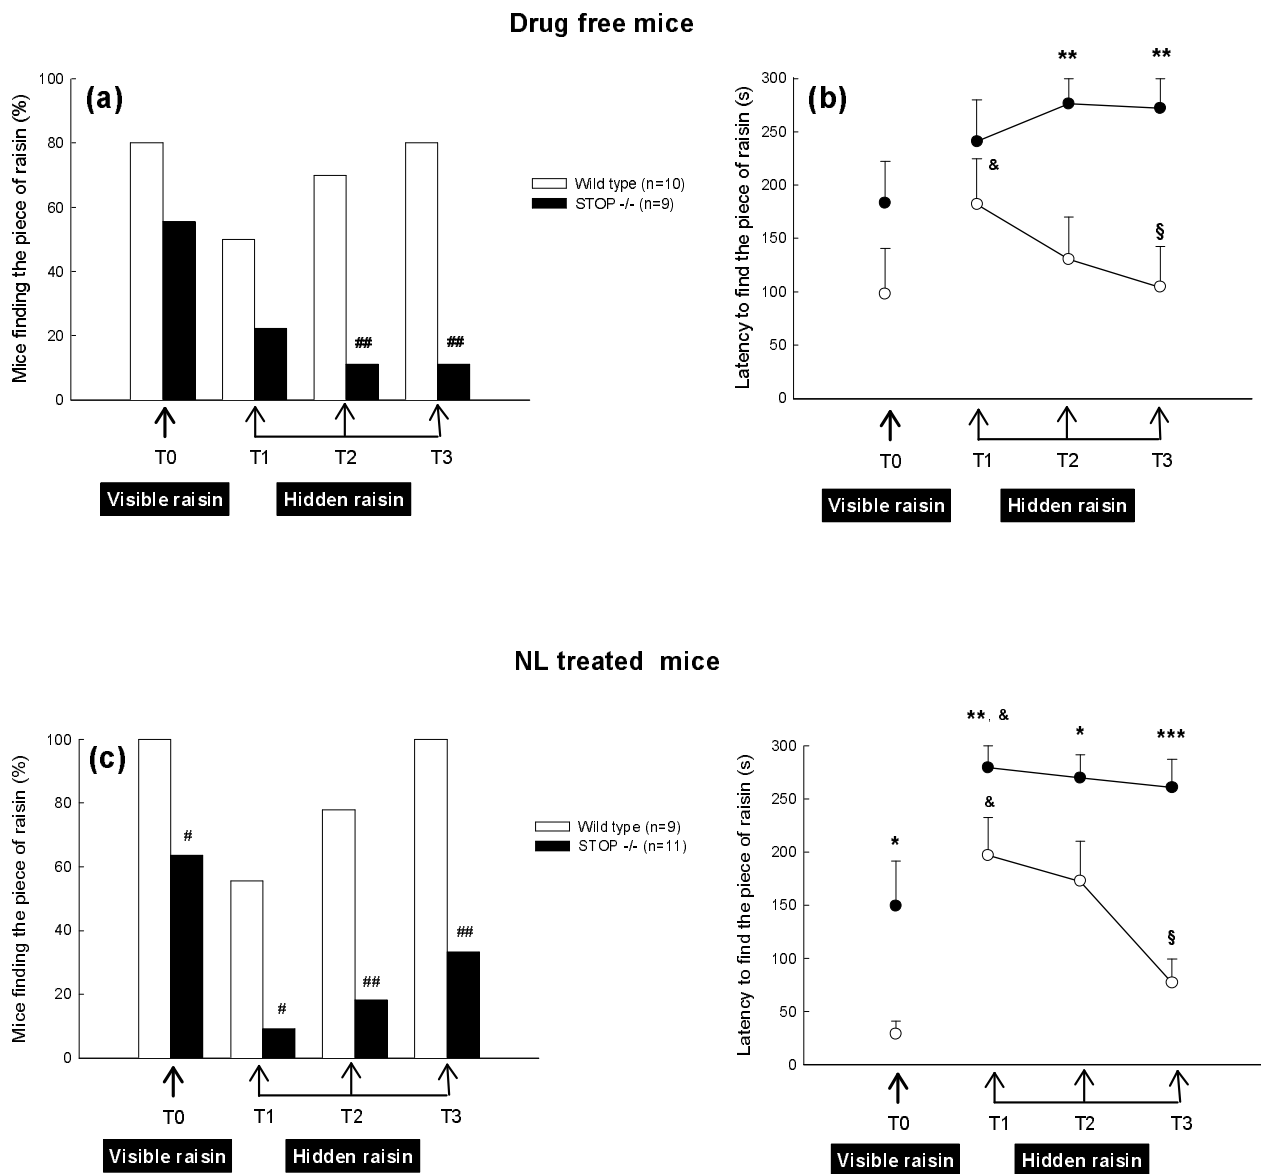 Drug free mice
(a)
Mice finding the piece of raisin (%)
100
80
60
40
20
0
##
##
Wild type (n=10)
STOP -/- (n=9)
T0
T1
T2
T3
Visible raisin
Hidden raisin
(b)
Latency to find the piece of raisin (s)
300
250
200
150
100
50
0
**
**
&
§
T0
T1
T2
T3
Visible raisin
Hidden raisin
NL treated mice
(c)
Mice finding the piece of raisin (%)
100
80
60
40
20
0
#
#
##
##
Wild type (n=9)
STOP -/- (n=11)
T0
T1
T2
T3
Visible raisin
Hidden raisin
Latency to find the piece of raisin (s)
300
250
200
150
100
50
0
*
**, &
*
***
&
§
T0
T1
T2
T3
Visible raisin
Hidden raisin